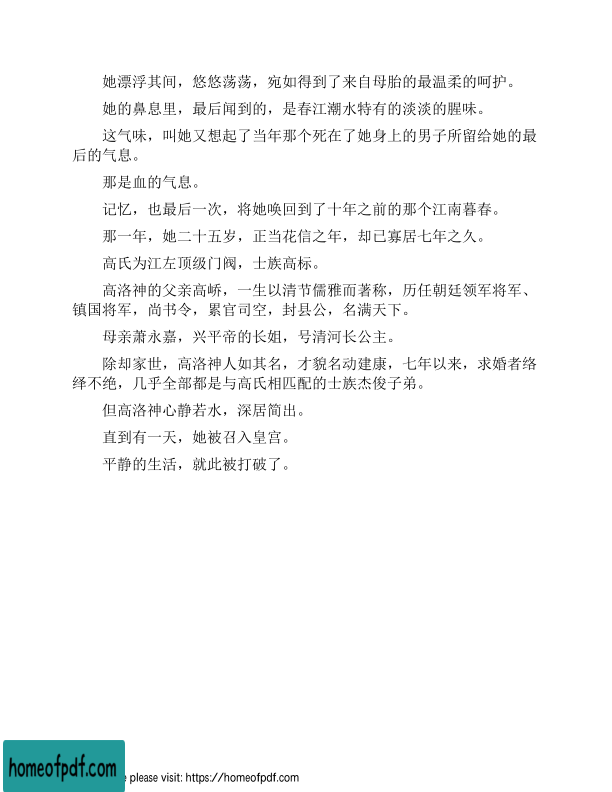 她漂浮其间，悠悠荡荡，宛如得到了来自母胎的最温柔的呵护。
她的鼻息里，最后闻到的，是春江潮水特有的淡淡的腥味。
这气味，叫她又想起了当年那个死在了她身上的男子所留给她的最
后的气息。
那是血的气息。
记忆，也最后一次，将她唤回到了十年之前的那个江南暮春。
那一年，她二十五岁，正当花信之年，却已寡居七年之久。
高氏为江左顶级门阀，士族高标。
高洛神的父亲高峤，一生以清节儒雅而著称，历任朝廷领军将军、
镇国将军，尚书令，累官司空，封县公，名满天下。
母亲萧永嘉，兴平帝的长姐，号清河长公主。
除却家世，高洛神人如其名，才貌名动建康，七年以来，求婚者络
绎不绝，几乎全部都是与高氏相匹配的士族杰俊子弟。
但高洛神心静若水，深居简出。
直到有一天，她被召入皇宫。
平静的生活，就此被打破了。
homeofpdf.com
e please visit: https://homeofpdf.com